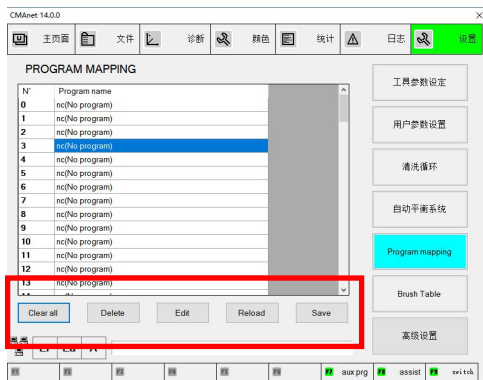 CMAnet 14.0.0
主页面 文件 诊断 颜色 统计 日志 设置
PROGRAM MAPPING
N' Program name
0 nc(No program)
1 nc(No program)
2 nc(No program)
3 nc(No program)
4 nc(No program)
5 nc(No program)
6 nc(No program)
7 nc(No program)
8 nc(No program)
9 nc(No program)
10 nc(No program)
11 nc(No program)
12 nc(No program)
13 nc(No program)
Clear all Delete Edit Reload Save
工具参数设定
用户参数设置
清洗循环
自动平衡系统
Program mapping
Brush Table
高级设置
F1 F2 F3 F4 F5 F6 F7 aux prg F8 assist F9 switch